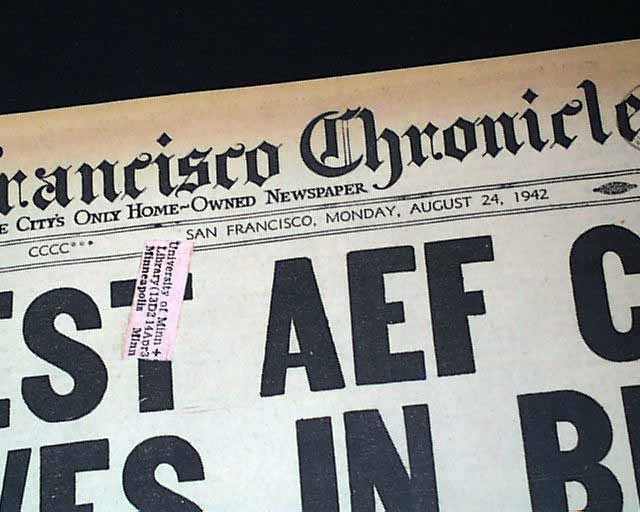 Francisco Chronicle
E CITY'S ONLY HOME~OWNED NEWSPAPER
CCCC***
SAN FRANCISCO, MONDAY, AUGUST 24, 1942
University of Minn +
Library(13D214Apr3
Minneapolis Minn
EST AEF C
VES IN B